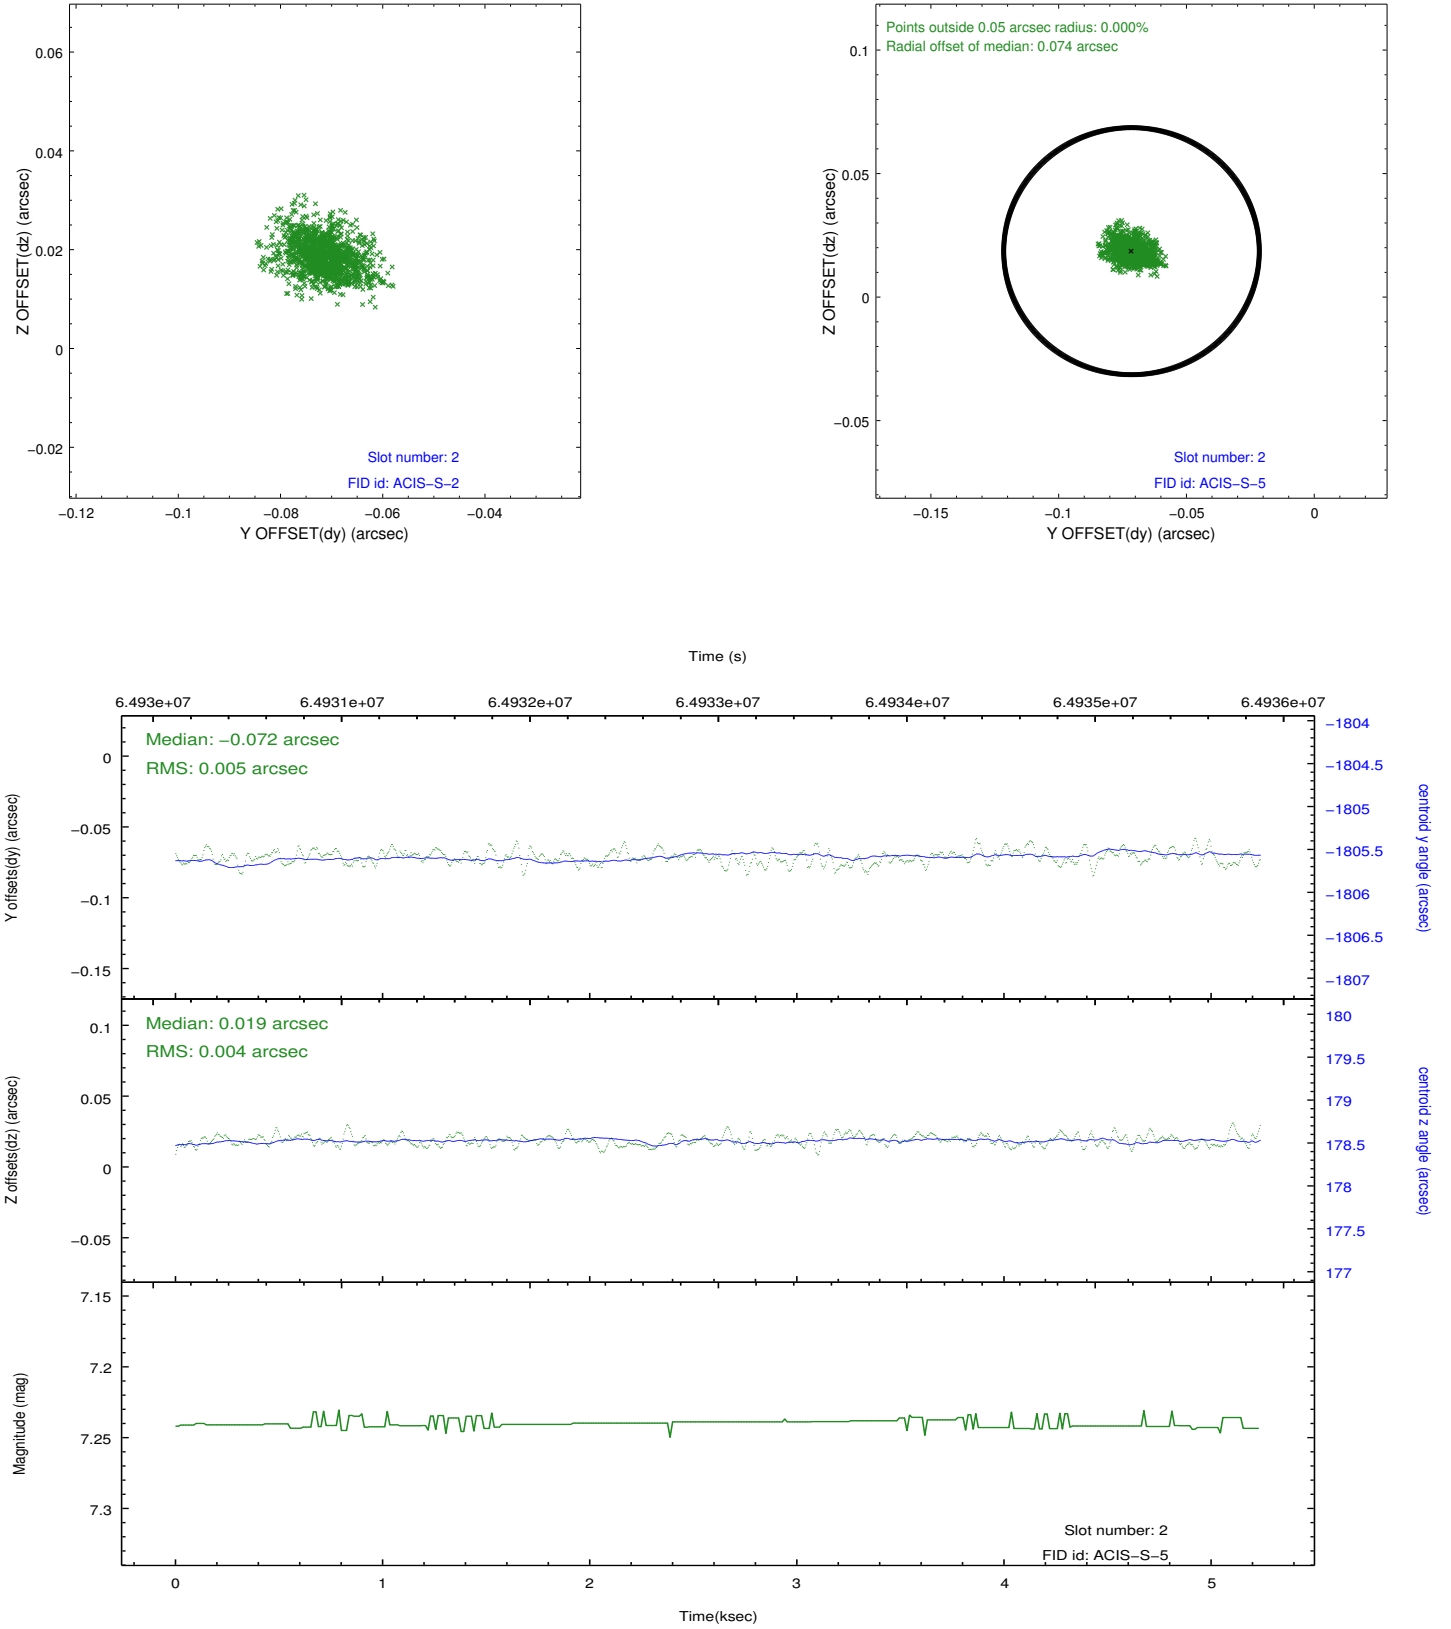 0.06
0.04
0.02
0
−0.02
Z OFFSET(dz) (arcsec)
Slot number: 2
FID id: ACIS−S−2
−0.12
−0.1
−0.08
−0.06
−0.04
Y OFFSET(dy) (arcsec)
Points outside 0.05 arcsec radius: 0.000%
Radial offset of median: 0.074 arcsec
0.1
0.05
0
−0.05
Z OFFSET(dz) (arcsec)
Slot number: 2
FID id: ACIS−S−5
−0.15
−0.1
−0.05
0
Y OFFSET(dy) (arcsec)
Time (s)
6.493e+07
6.4931e+07
6.4932e+07
6.4933e+07
6.4934e+07
6.4935e+07
6.4936e+07
Median: −0.072 arcsec
RMS: 0.005 arcsec
0
−0.05
−0.1
−0.15
Y offsets(dy) (arcsec)
−1804
−1804.5
−1805
−1805.5
−1806
−1806.5
−1807
centroid y angle (arcsec)
Median: 0.019 arcsec
RMS: 0.004 arcsec
0.1
0.05
0
−0.05
Z offsets(dz) (arcsec)
180
179.5
179
178.5
178
177.5
177
centroid z angle (arcsec)
7.15
7.2
7.25
7.3
Magnitude (mag)
Slot number: 2
FID id: ACIS−S−5
0
1
2
3
4
5
Time(ksec)